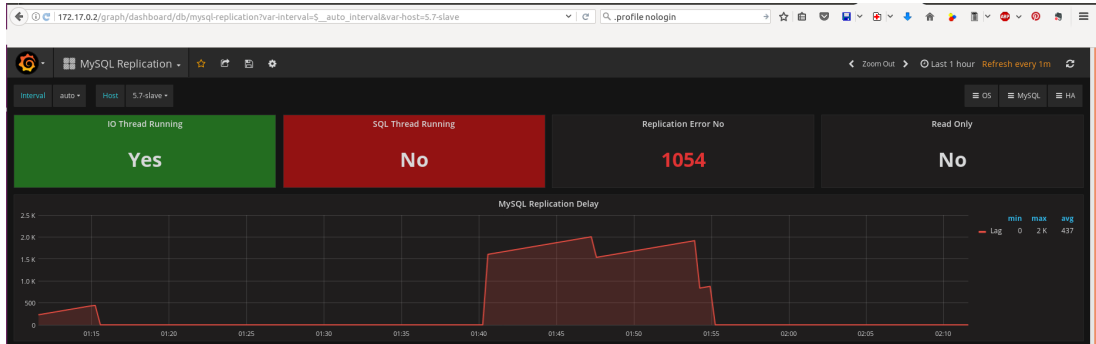 172.17.0.2/graph/dashboard/db/mysql-replication?var-interval=$__auto_interval&var-host=5.7-slave
.profile nologin
MySQL Replication
Zoom Out
Last 1 hour Refresh every 1m
Interval auto Host 5.7-slave
OS MySQL HA
IO Thread Running
Yes
SQL Thread Running
No
Replication Error No
1054
Read Only
No
MySQL Replication Delay
2.5 K
2.0 K
1.5 K
1.0 K
500
0
01:15 01:20 01:25 01:30 01:35 01:40 01:45 01:50 01:55 02:00 02:05 02:10
min max avg
Lag 0 2 K 437